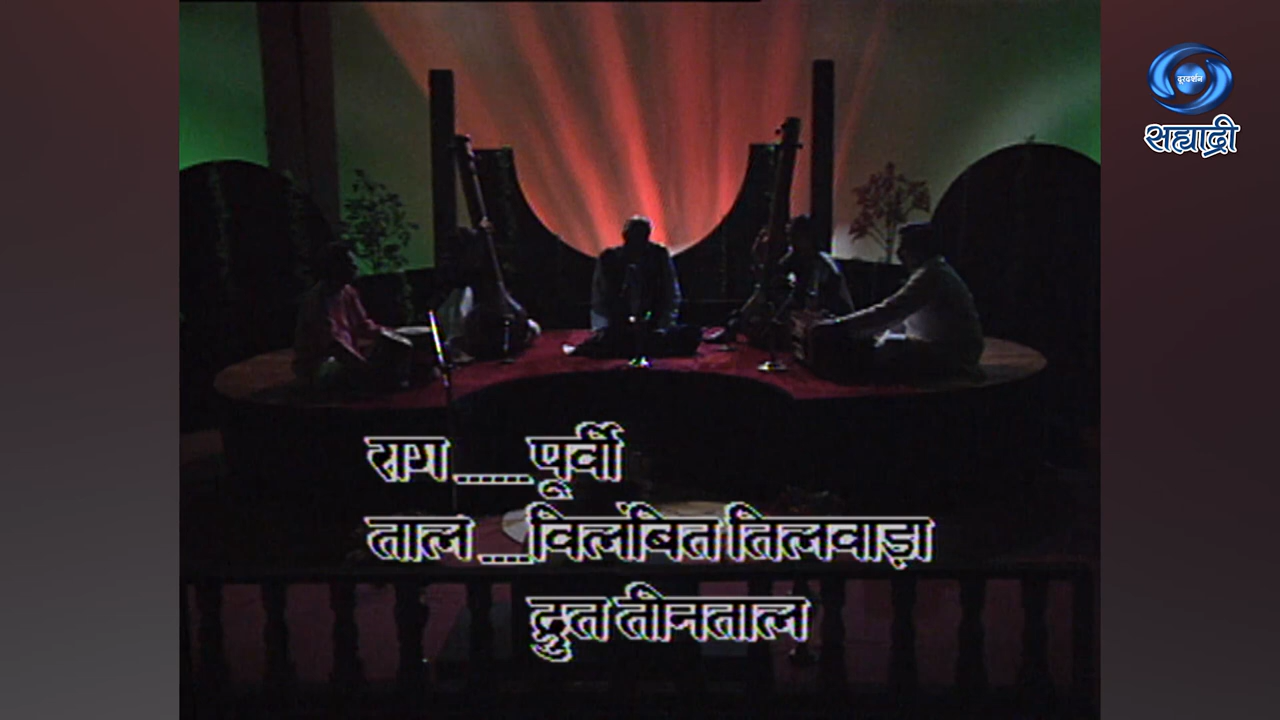 दूरदर्शन
सह्याद्री
राग ...... पूर्वी
ताल ....विलंबित तिलवाड़ा
द्रुत तीनताल